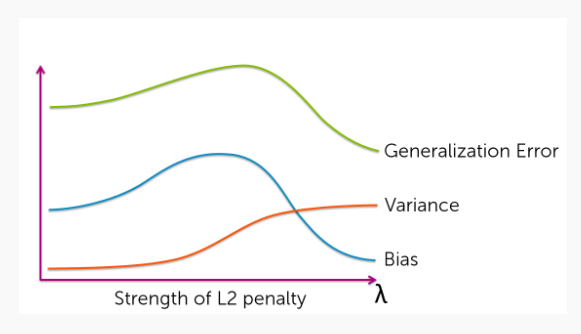 Generalization Error
Variance
Bias
Strength of L2 penalty
λ